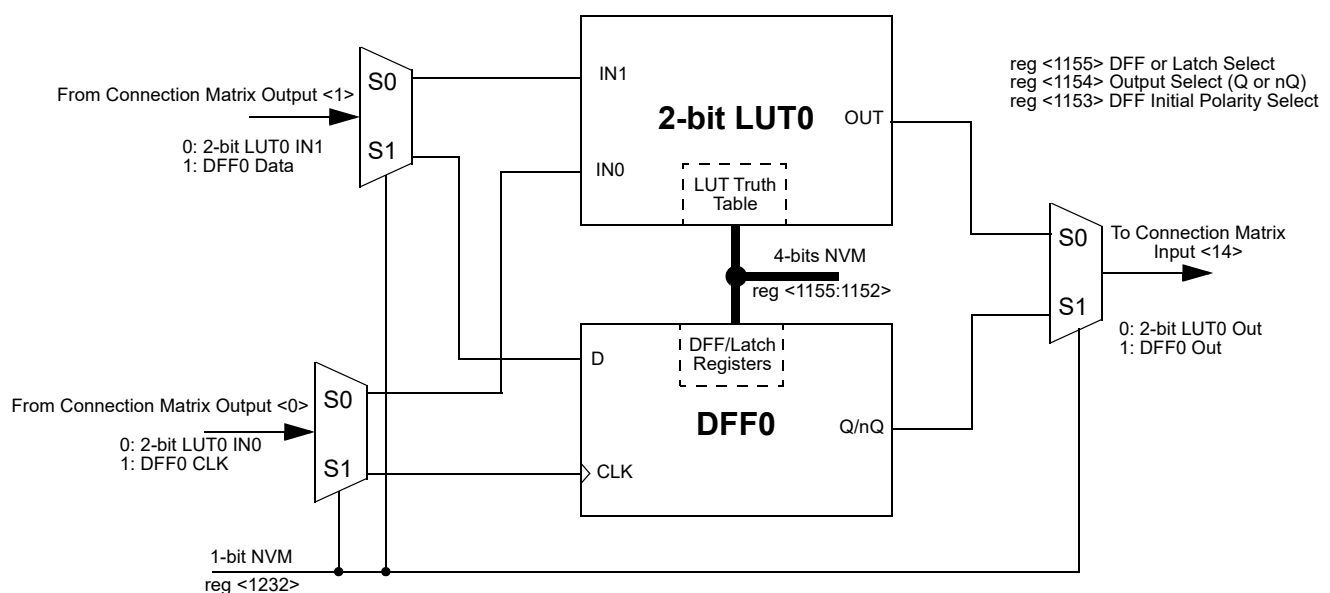 From Connection Matrix Output <1>
0: 2-bit LUT0 IN1
1: DFF0 Data
S0
S1
IN1
IN0
2-bit LUT0
OUT
LUT Truth
Table
reg <1155> DFF or Latch Select
reg <1154> Output Select (Q or nQ)
reg <1153> DFF Initial Polarity Select
4-bits NVM
reg <1155:1152>
S0
S1
To Connection Matrix
Input <14>
0: 2-bit LUT0 Out
1: DFF0 Out
From Connection Matrix Output <0>
0: 2-bit LUT0 IN0
1: DFF0 CLK
S0
S1
D
CLK
DFF/Latch
Registers
DFF0
Q/nQ
1-bit NVM
reg <1232>